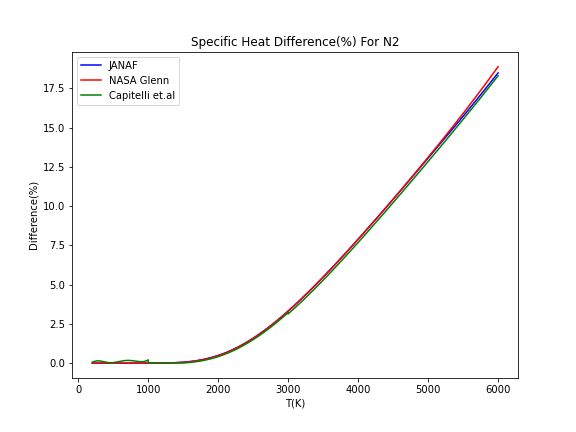 Specific Heat Difference(%) For N2
JANAF
NASA Glenn
Capitelli et.al
17.5
15.0
12.5
10.0
7.5
5.0
2.5
0.0
Difference(%)
0 1000 2000 3000 4000 5000 6000
T(K)